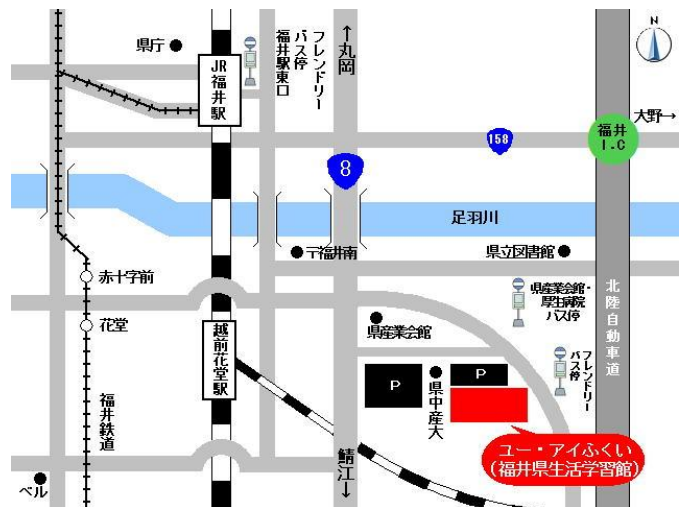 県庁
JR福井駅
フレンドリー
バス停
福井駅東口
↑丸岡
N
大野→
福井
I.C
158
8
足羽川
〒福井南
県立図書館
赤十字前
花堂
福井鉄道
越前花堂駅
県産業会館
県産業会館・
厚生病院
バス停
北陸自動車道
フレンドリー
バス停
P
P
県中産大
鯖江↓
ユー・アイふくい
(福井県生活学習館)
ベル